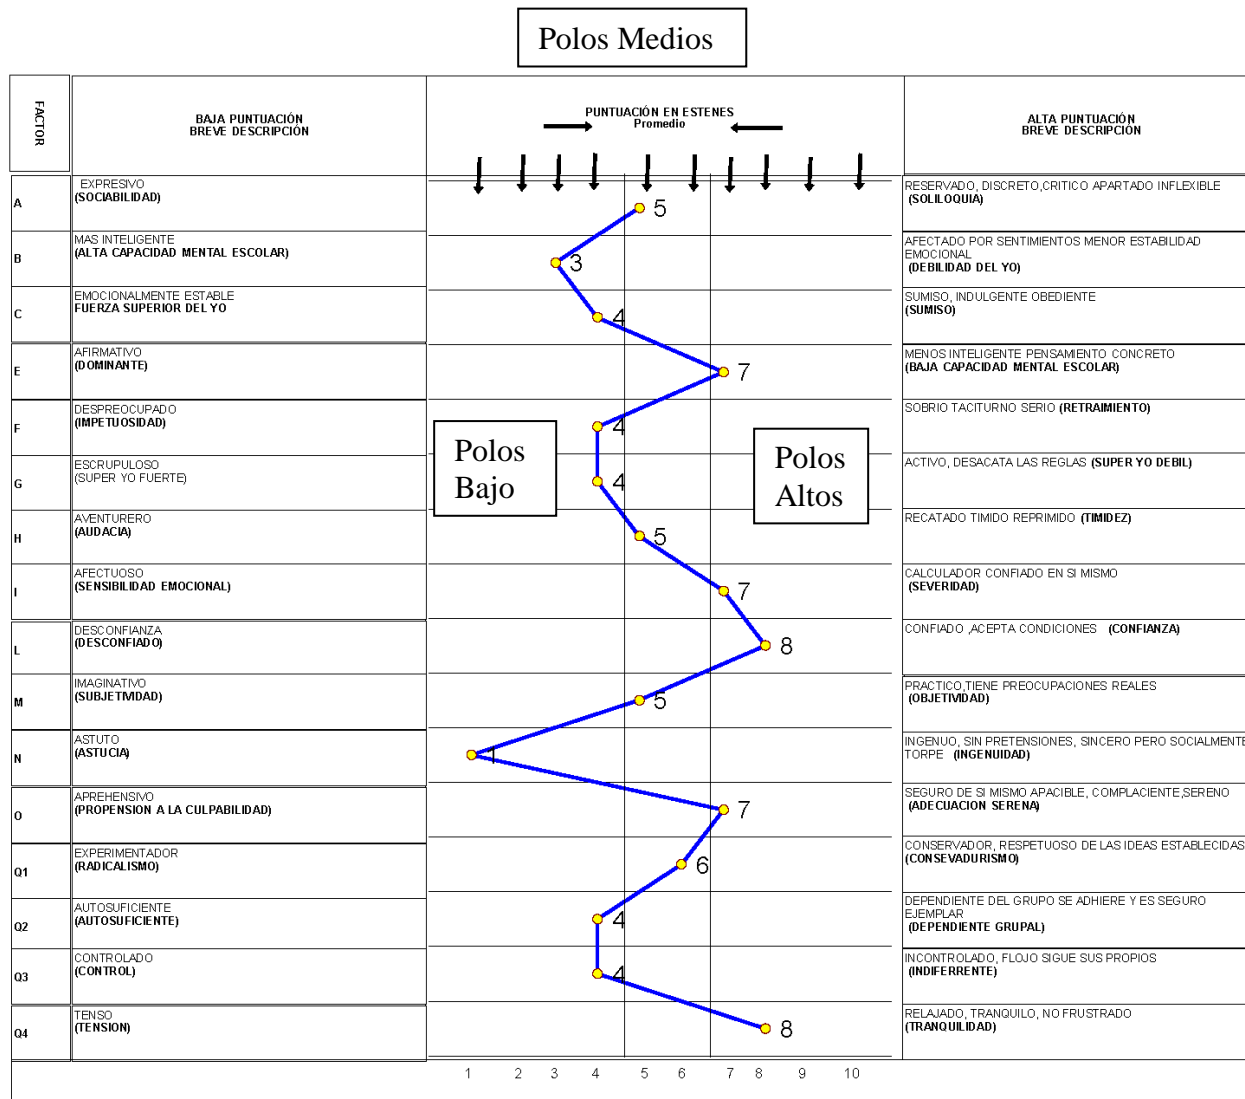 Polos Medios
FACTOR
BAJA PUNTUACIÓN
BREVE DESCRIPCIÓN
PUNTUACIÓN EN ESTENES
Promedio
ALTA PUNTUACIÓN
BREVE DESCRIPCIÓN
A
EXPRESIVO
(SOCIABILIDAD)
5
RESERVADO, DISCRETO,CRITICO APARTADO INFLEXIBLE
(SOLILOQUIA)
B
MAS INTELIGENTE
(ALTA CAPACIDAD MENTAL ESCOLAR)
3
AFECTADO POR SENTIMIENTOS MENOR ESTABILIDAD
EMOCIONAL
(DEBILIDAD DEL YO)
C
EMOCIONALMENTE ESTABLE
FUERZA SUPERIOR DEL YO
4
SUMISO, INDULGENTE OBEDIENTE
(SUMISO)
E
AFIRMATIVO
(DOMINANTE)
7
MENOS INTELIGENTE PENSAMIENTO CONCRETO
(BAJA CAPACIDAD MENTAL ESCOLAR)
F
DESPREOCUPADO
(IMPETUOSIDAD)
4
SOBRIO TACITURNO SERIO (RETRAIMIENTO)
Polos
Bajo
Polos
Altos
G
ESCRUPULOSO
(SUPER YO FUERTE)
4
ACTIVO, DESACATA LAS REGLAS (SUPER YO DEBIL)
H
AVENTURERO
(AUDACIA)
5
RECATADO TIMIDO REPRIMIDO (TIMIDEZ)
I
AFECTUOSO
(SENSIBILIDAD EMOCIONAL)
7
CALCULADOR CONFIADO EN SI MISMO
(SEVERIDAD)
L
DESCONFIANZA
(DESCONFIADO)
8
CONFIADO ,ACEPTA CONDICIONES (CONFIANZA)
M
IMAGINATIVO
(SUBJETIVIDAD)
5
PRACTICO,TIENE PREOCUPACIONES REALES
(OBJETIVIDAD)
N
ASTUTO
(ASTUCIA)
1
INGENUO, SIN PRETENSIONES, SINCERO PERO SOCIALMENTE
TORPE (INGENUIDAD)
O
APREHENSIVO
(PROPENSION A LA CULPABILIDAD)
7
SEGURO DE SI MISMO APACIBLE, COMPLACIENTE,SERENO
(ADECUACION SERENA)
Q1
EXPERIMENTADOR
(RADICALISMO)
6
CONSERVADOR, RESPETUOSO DE LAS IDEAS ESTABLECIDAS
(CONSEVADURISMO)
Q2
AUTOSUFICIENTE
(AUTOSUFICIENTE)
4
DEPENDIENTE DEL GRUPO SE ADHIERE Y ES SEGURO
EJEMPLAR
(DEPENDIENTE GRUPAL)
Q3
CONTROLADO
(CONTROL)
4
INCONTROLADO, FLOJO SIGUE SUS PROPIOS
(INDIFERRENTE)
Q4
TENSO
(TENSION)
8
RELAJADO, TRANQUILO, NO FRUSTRADO
(TRANQUILIDAD)
1 2 3 4 5 6 7 8 9 10